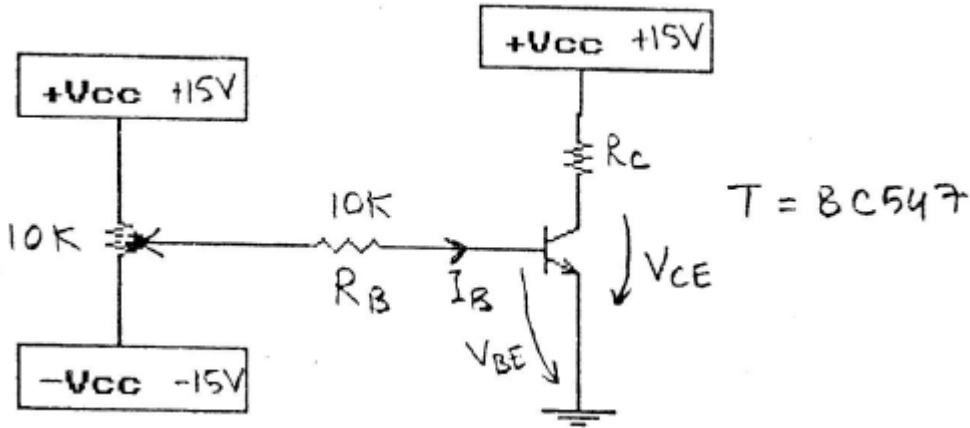 +Vcc +15V
+Vcc +15V
RC
10K
10K
T = BC547
RB
IB
VCE
VBE
-Vcc -15V